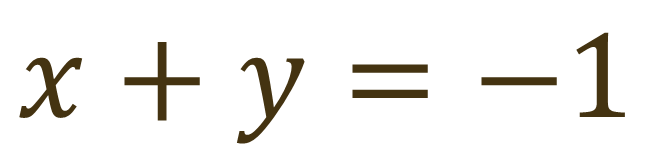 x + y = −1